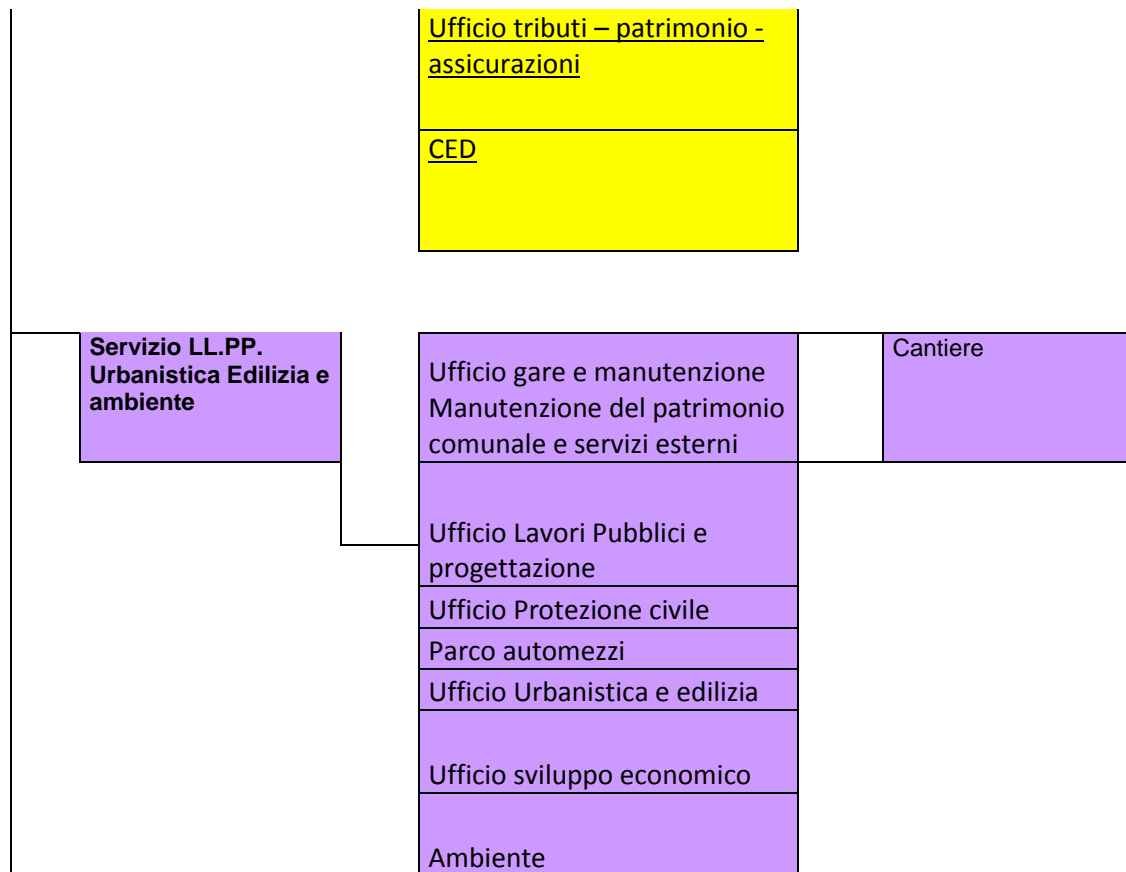 Ufficio tributi – patrimonio -
assicurazioni
CED
Servizio LL.PP.
Urbanistica Edilizia e
ambiente
Ufficio gare e manutenzione
Manutenzione del patrimonio
comunale e servizi esterni
Cantiere
Ufficio Lavori Pubblici e
progettazione
Ufficio Protezione civile
Parco automezzi
Ufficio Urbanistica e edilizia
Ufficio sviluppo economico
Ambiente